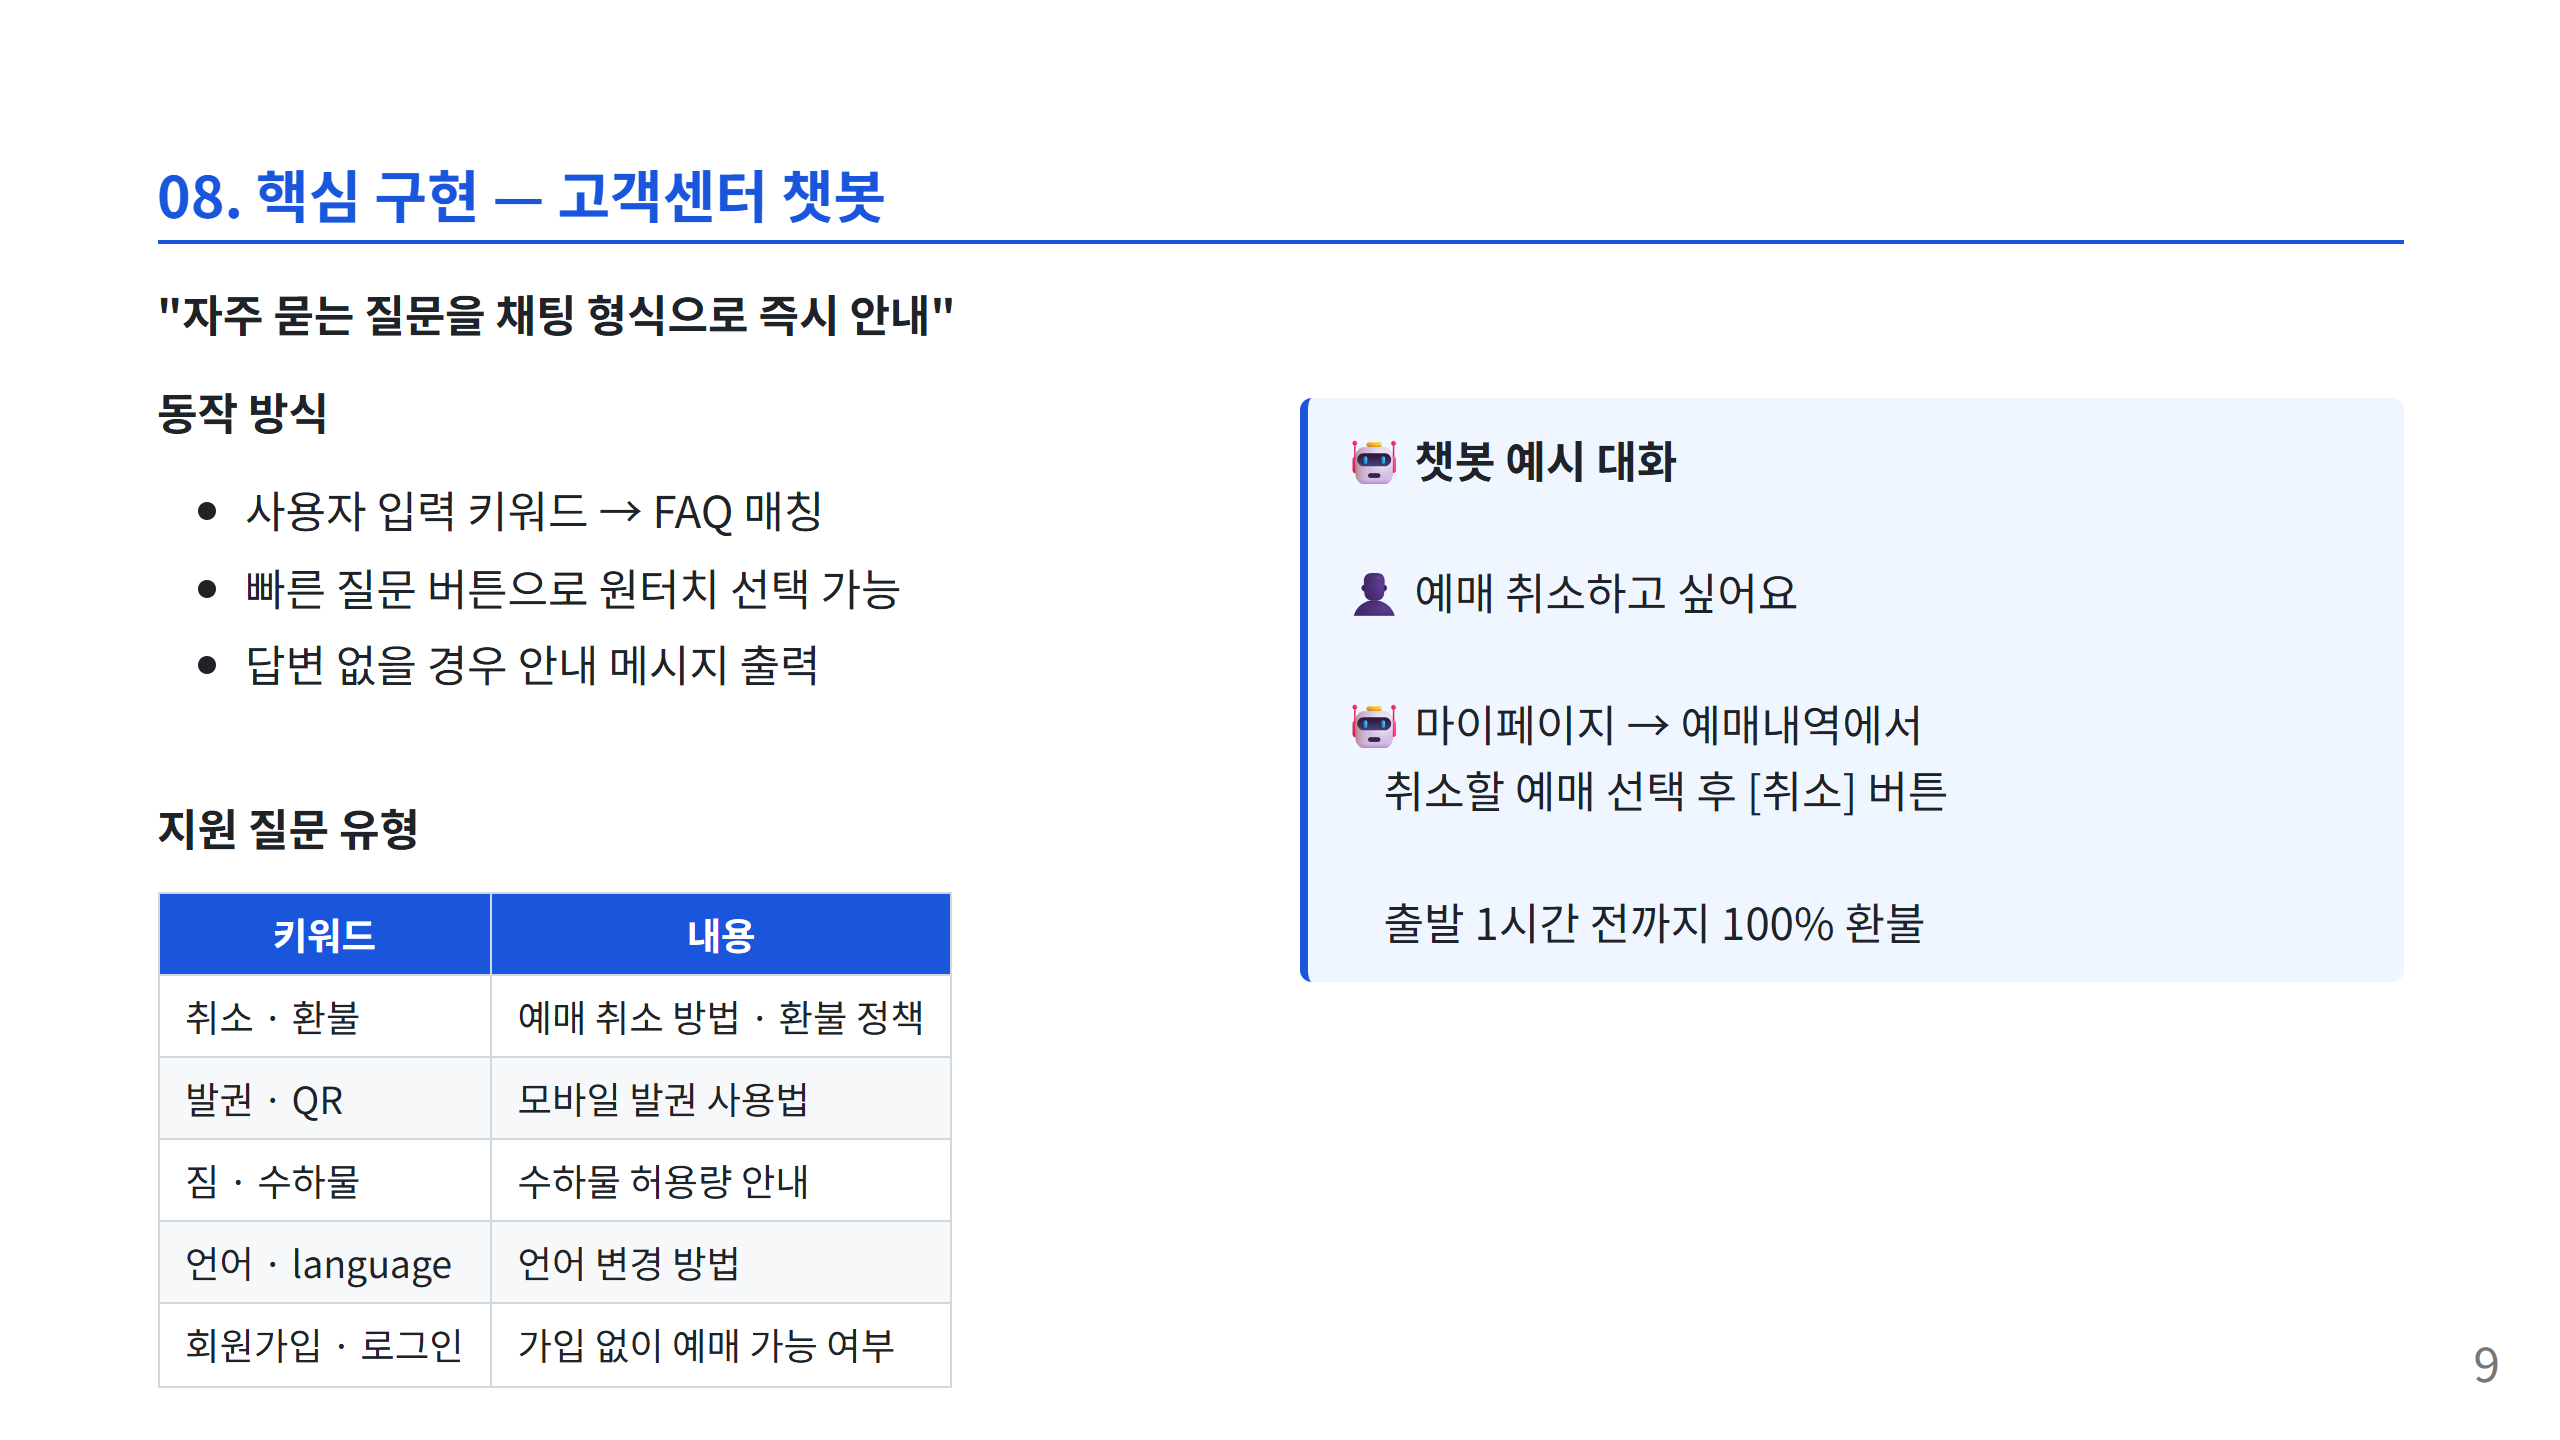 08. 핵심 구현 — 고객센터 챗봇
"자주 묻는 질문을 채팅 형식으로 즉시 안내"
동작 방식
사용자 입력 키워드 → FAQ 매칭
빠른 질문 버튼으로 원터치 선택 가능
답변 없을 경우 안내 메시지 출력
지원 질문 유형
키워드 내용
취소 · 환불 예매 취소 방법 · 환불 정책
발권 · QR 모바일 발권 사용법
짐 · 수하물 수하물 허용량 안내
언어 · language 언어 변경 방법
회원가입 · 로그인 가입 없이 예매 가능 여부
🤖 챗봇 예시 대화
👤 예매 취소하고 싶어요
🤖 마이페이지 → 예매내역에서
취소할 예매 선택 후 [취소] 버튼
출발 1시간 전까지 100% 환불
9